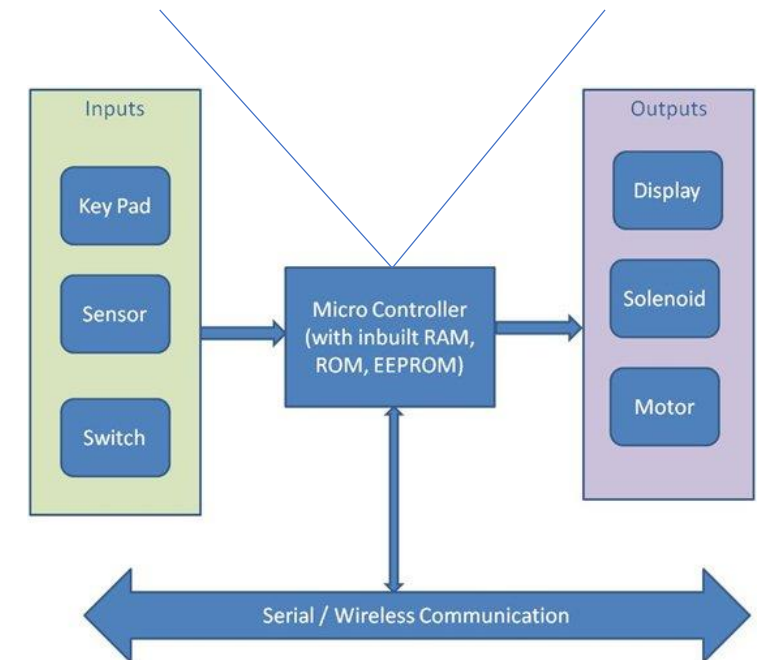 Inputs
Key Pad
Sensor
Switch
Micro Controller
(with inbuilt RAM,
ROM, EEPROM)
Outputs
Display
Solenoid
Motor
Serial / Wireless Communication